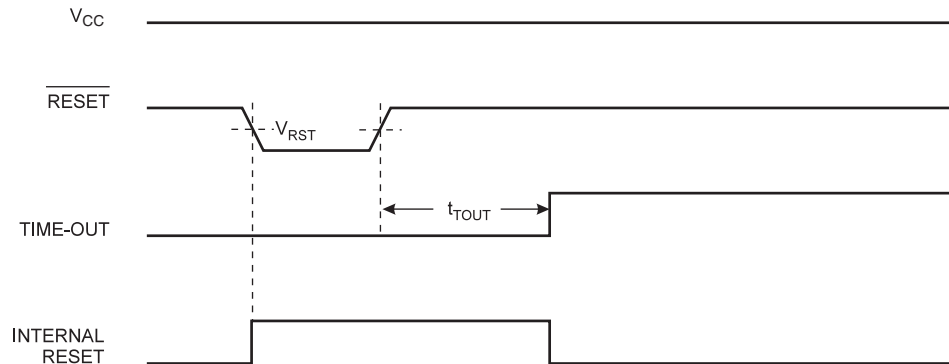 VCC
RESET
VRST
tTOUT
TIME-OUT
INTERNAL
RESET